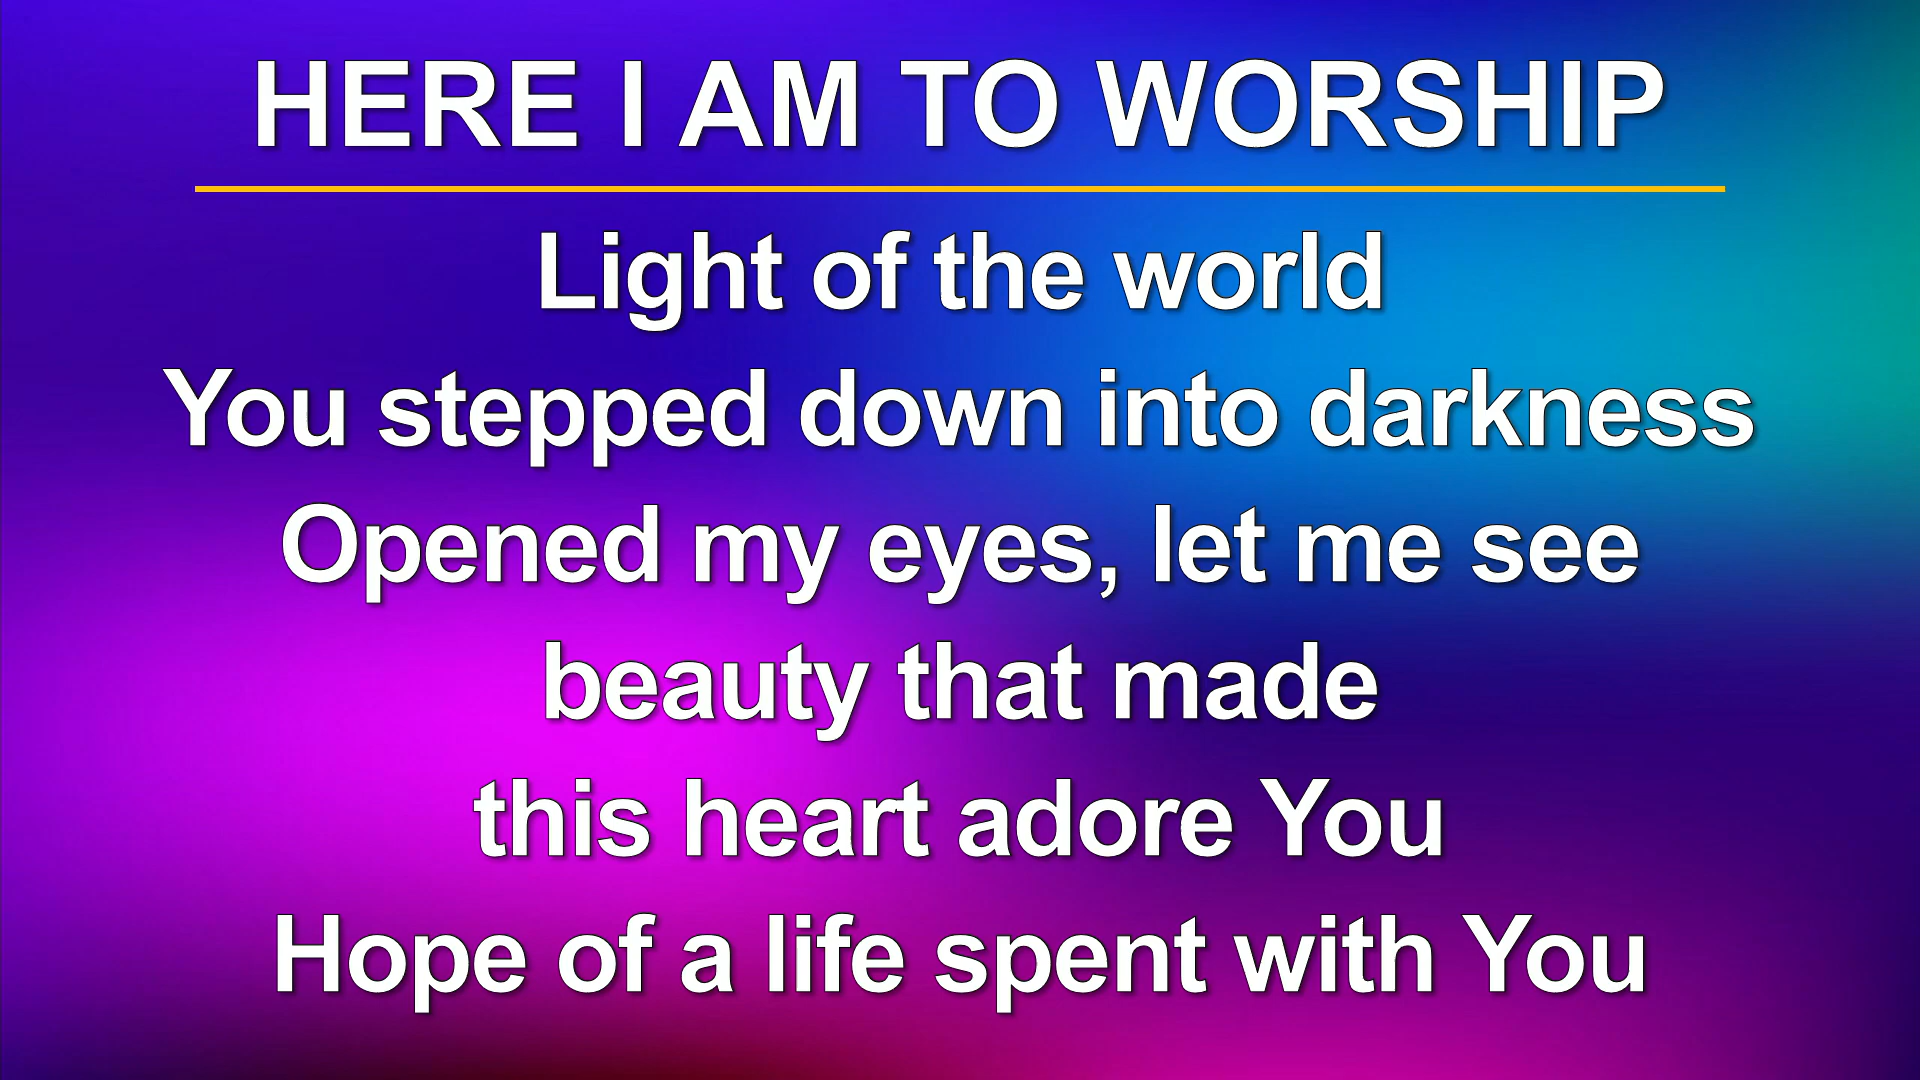 HERE I AM TO WORSHIP
Light of the world
You stepped down into darkness
Opened my eyes, let me see
beauty that made
this heart adore You
Hope of a life spent with You